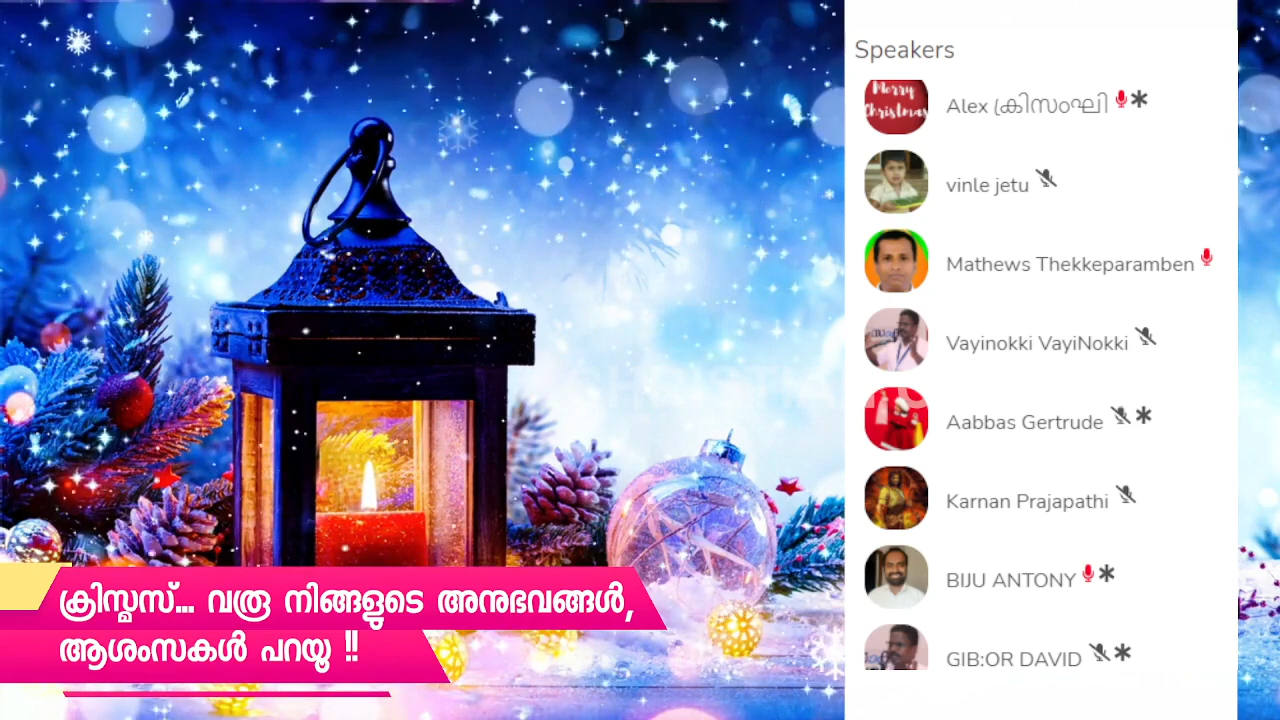 Speakers
Merry
Christmas
Alex ക്രിസംഘി
vinle jetu
Mathews Thekkeparamben
Vayinokki VayiNokki
Aabbas Gertrude
Karnan Prajapathi
BIJU ANTONY
GIB:OR DAVID
ക്രിസ്മസ്... വരൂ നിങ്ങളുടെ അനുഭവങ്ങൾ,
ആശംസകൾ പറയൂ !!